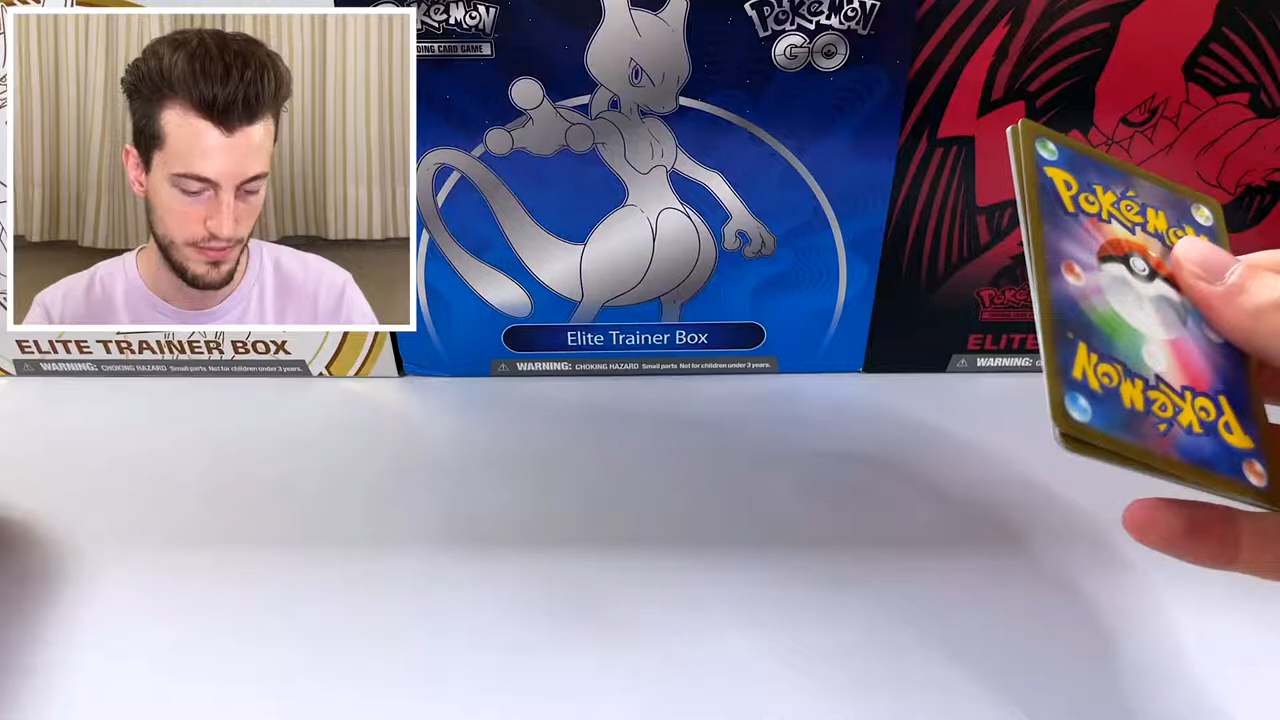 Pokémon
DING CARD GAME
POKÉMON
GO
Elite Trainer Box
WARNING: CHOKING HAZARD Small parts. Not for children under 3 years.
ELITE TRAINER BOX
WARNING: CHOKING HAZARD Small parts. Not for children under 3 years.
ELITE
WARNING:
Pokémon
Pokémon